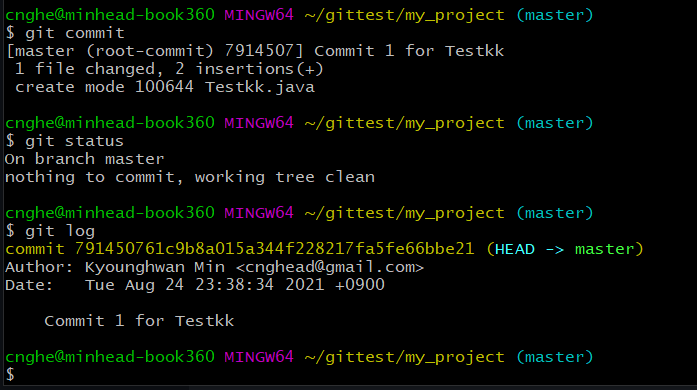 cnghe@minhead-book360 MINGW64 ~/gittest/my_project (master)
$ git commit
[master (root-commit) 7914507] Commit 1 for Testkk
 1 file changed, 2 insertions(+)
 create mode 100644 Testkk.java
cnghe@minhead-book360 MINGW64 ~/gittest/my_project (master)
$ git status
On branch master
nothing to commit, working tree clean
cnghe@minhead-book360 MINGW64 ~/gittest/my_project (master)
$ git log
commit 791450761c9b8a015a344f228217fa5fe66bbe21 (HEAD -> master)
Author: Kyounghwan Min <cnghead@gmail.com>
Date:   Tue Aug 24 23:38:34 2021 +0900
    Commit 1 for Testkk
cnghe@minhead-book360 MINGW64 ~/gittest/my_project (master)
$